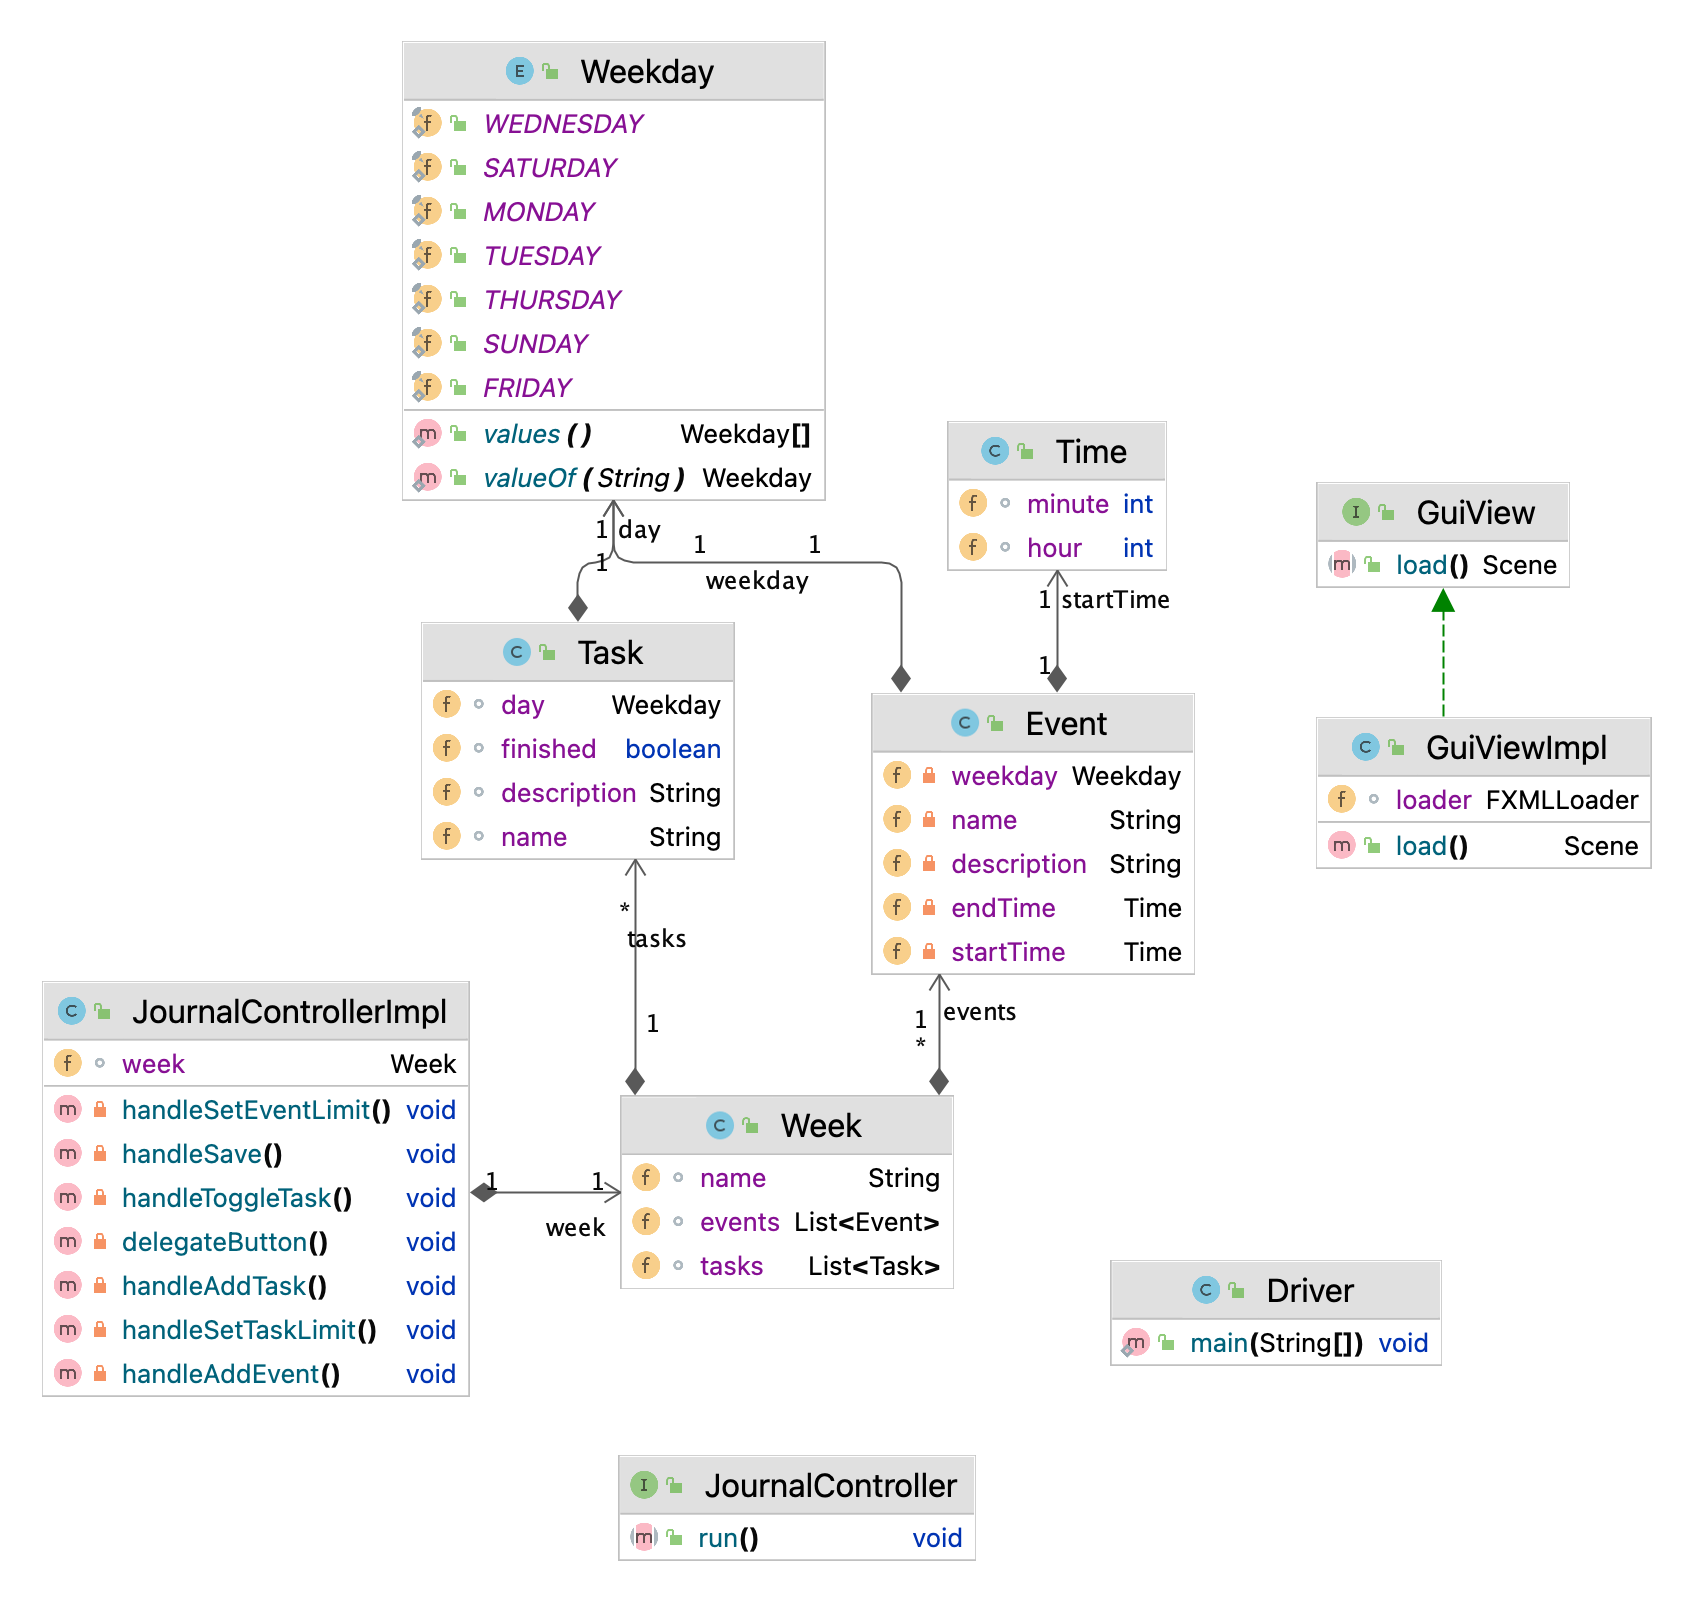 Weekday
WEDNESDAY
SATURDAY
MONDAY
TUESDAY
THURSDAY
SUNDAY
FRIDAY
values() Weekday[]
valueOf(String) Weekday
1 day
1
1 1
weekday
Time
minute int
hour int
1 startTime
1
GuiView
load() Scene
GuiViewImpl
loader FXMLLoader
load() Scene
Task
day Weekday
finished boolean
description String
name String
Event
weekday Weekday
name String
description String
endTime Time
startTime Time
*
tasks
1
1 events
*
JournalControllerImpl
week Week
handleSetEventLimit() void
handleSave() void
handleToggleTask() void
delegateButton() void
handleAddTask() void
handleSetTaskLimit() void
handleAddEvent() void
1 1
week
Week
name String
events List<Event>
tasks List<Task>
Driver
main(String[]) void
JournalController
run() void